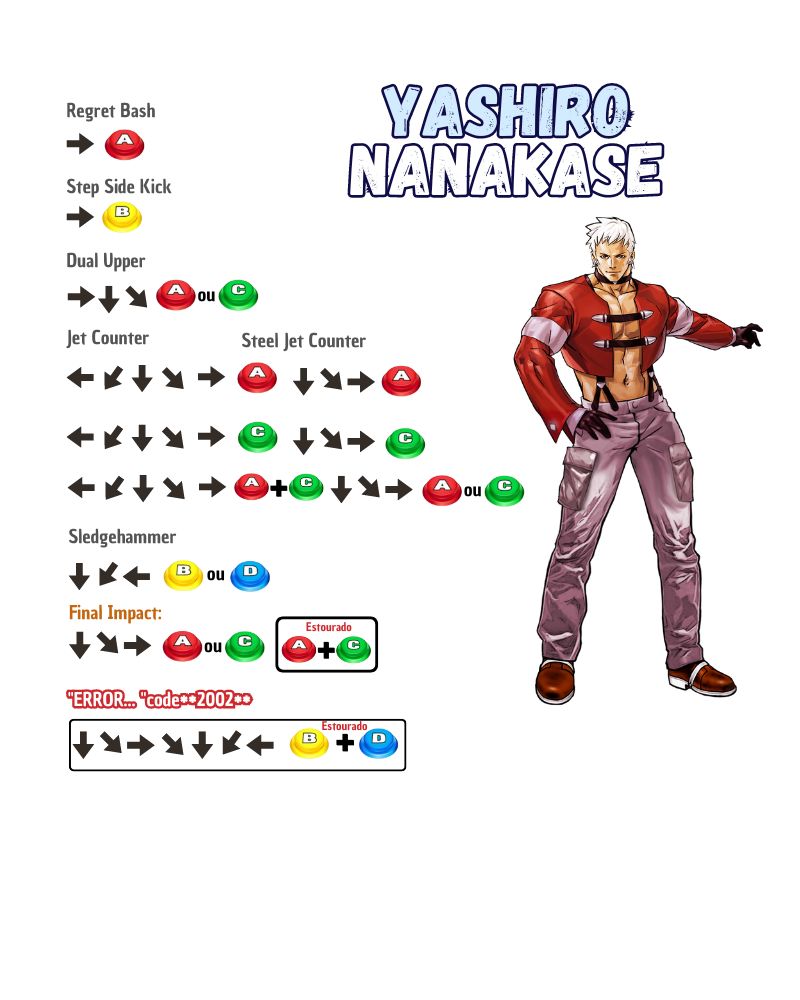 YASHIRO
NANAKASE
Regret Bash
A
Step Side Kick
B
Dual Upper
A ou C
Jet Counter
Steel Jet Counter
A A
C C
A+C A ou C
Sledgehammer
B ou D
Final Impact:
A ou C
Estourado
A+C
"ERROR... "code**2002**
Estourado
B + D